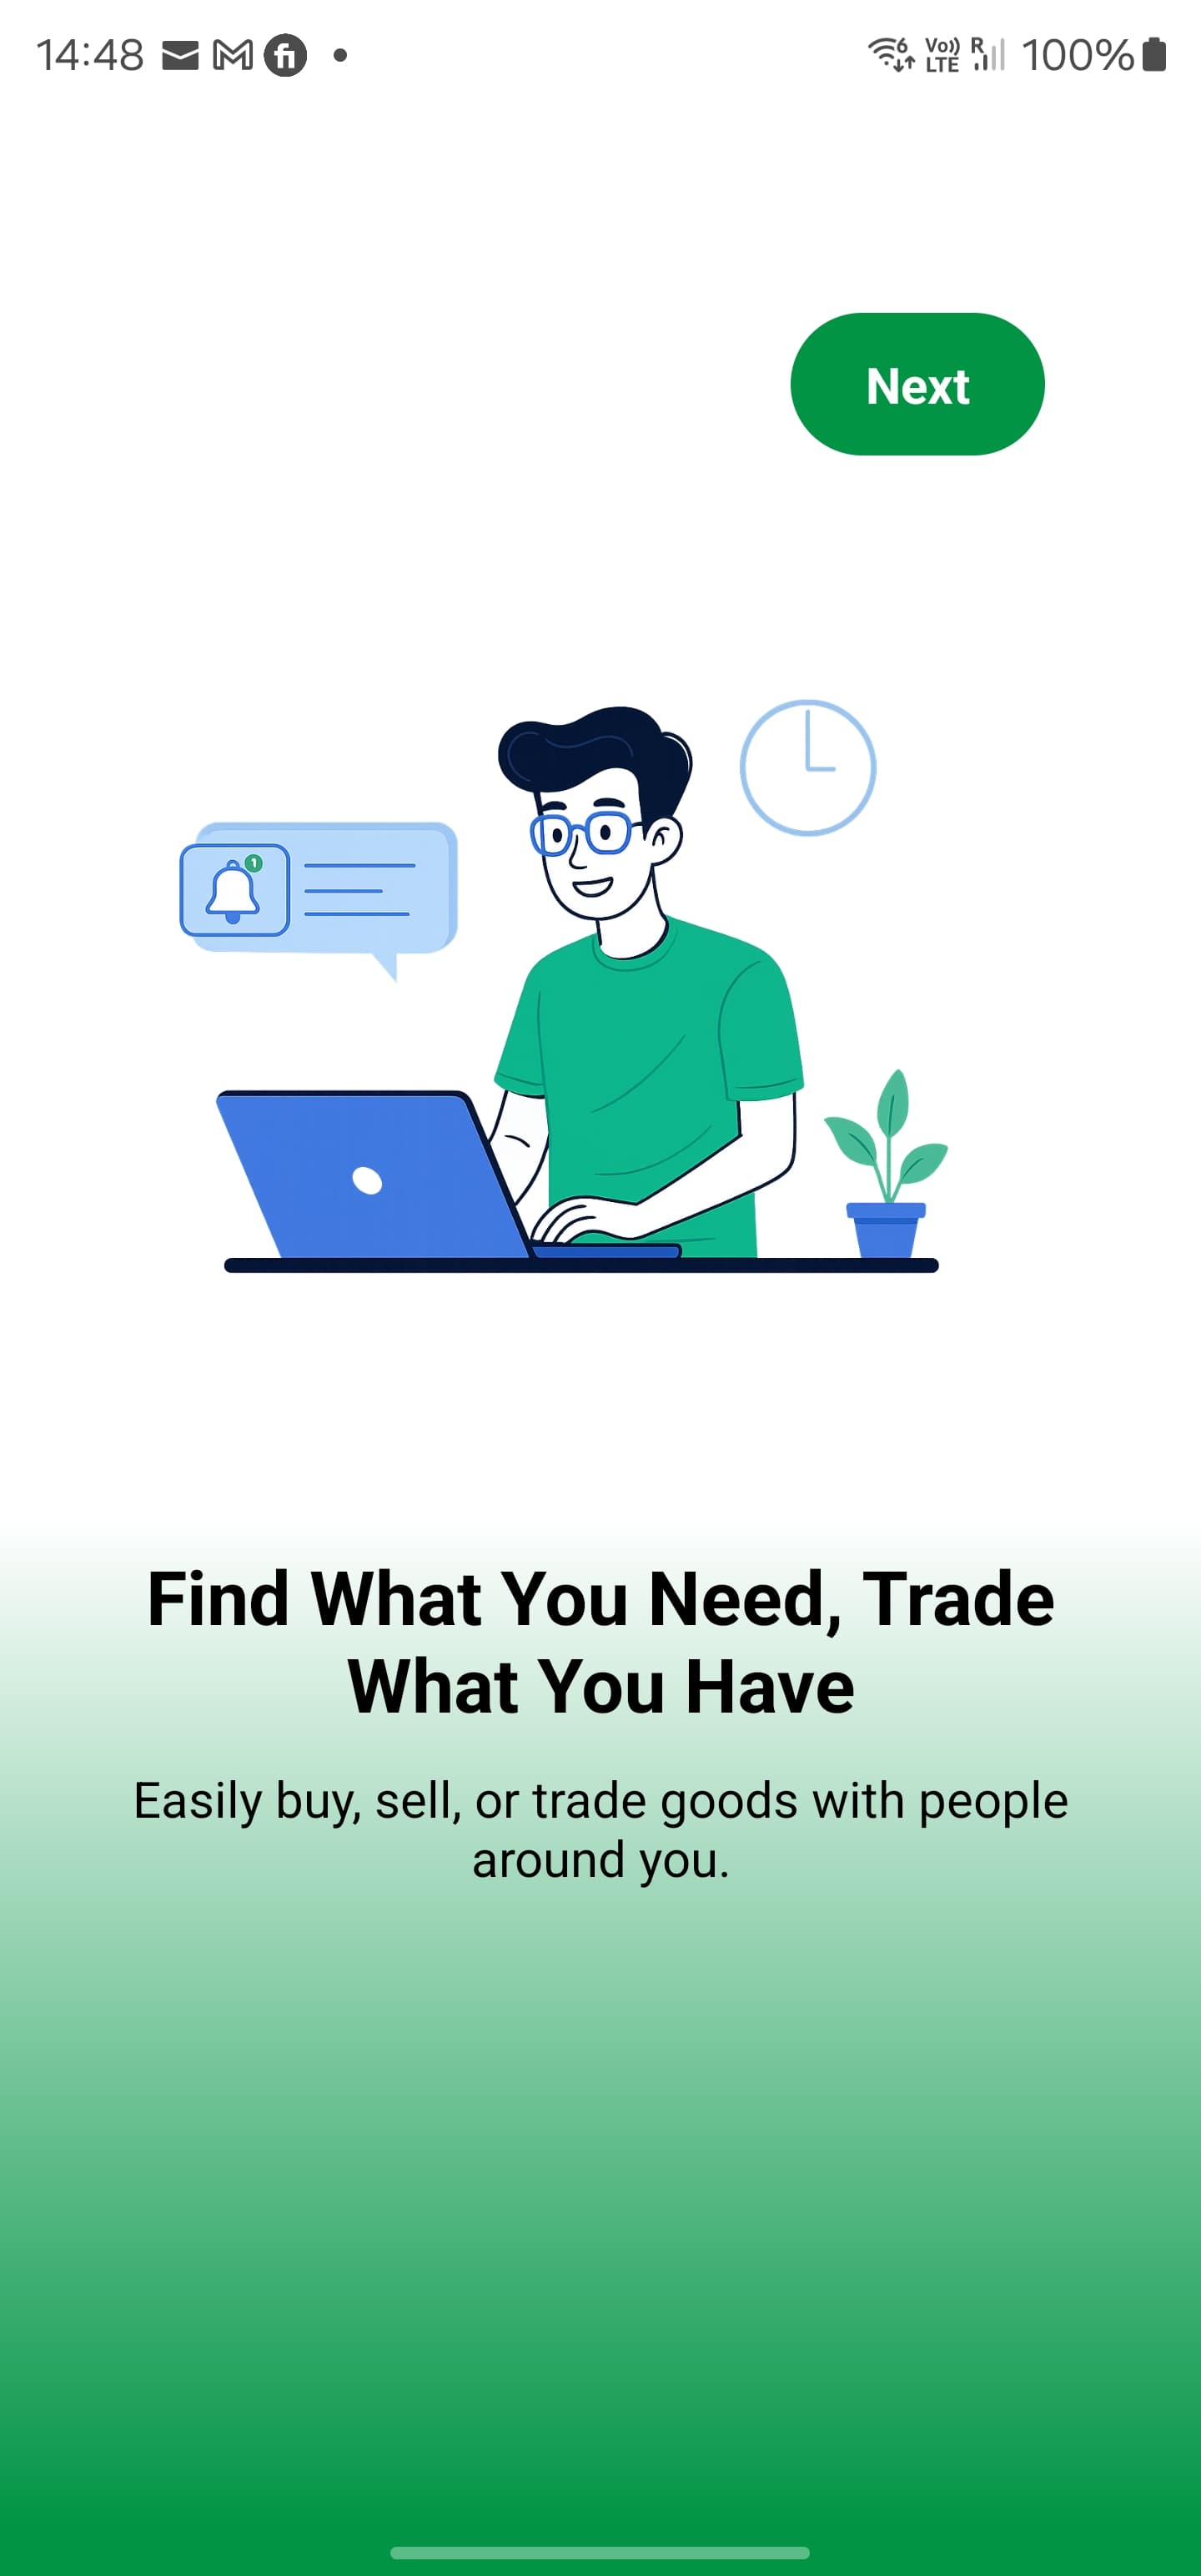 14:48 100%
Vo))
LTE
R
Next
1
Find What You Need, Trade
What You Have
Easily buy, sell, or trade goods with people
around you.